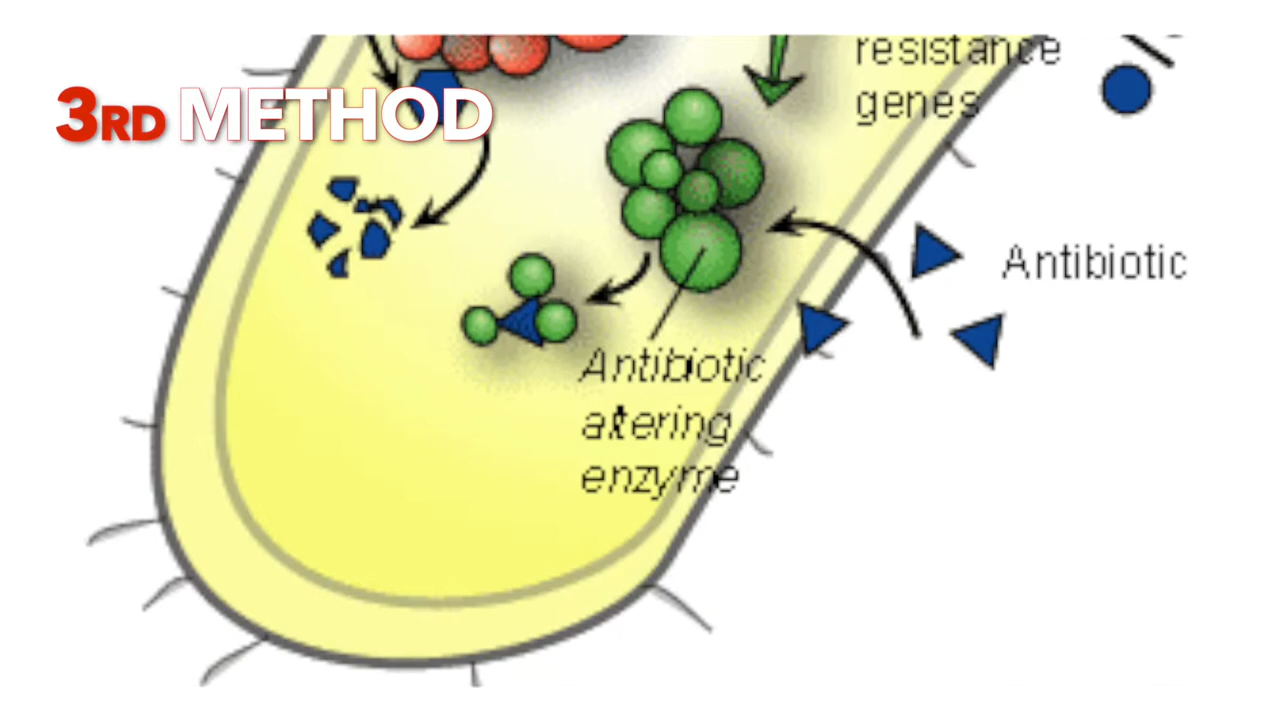 3RD METHOD
resistance
genes
Antibiotic
Antibiotic
altering
enzyme